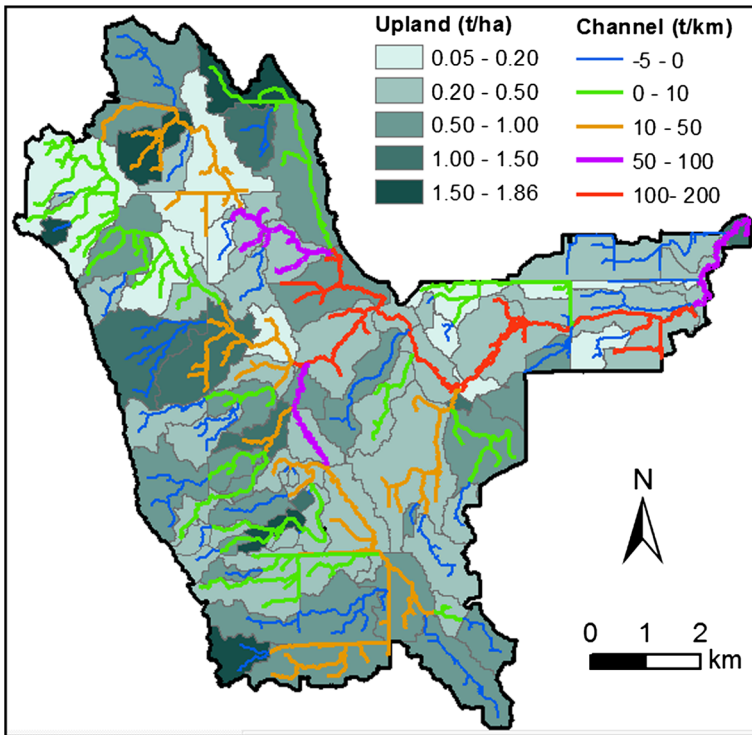 Upland (t/ha)
0.05 - 0.20
0.20 - 0.50
0.50 - 1.00
1.00 - 1.50
1.50 - 1.86
Channel (t/km)
-5 - 0
0 - 10
10 - 50
50 - 100
100- 200
N
0 1 2
km